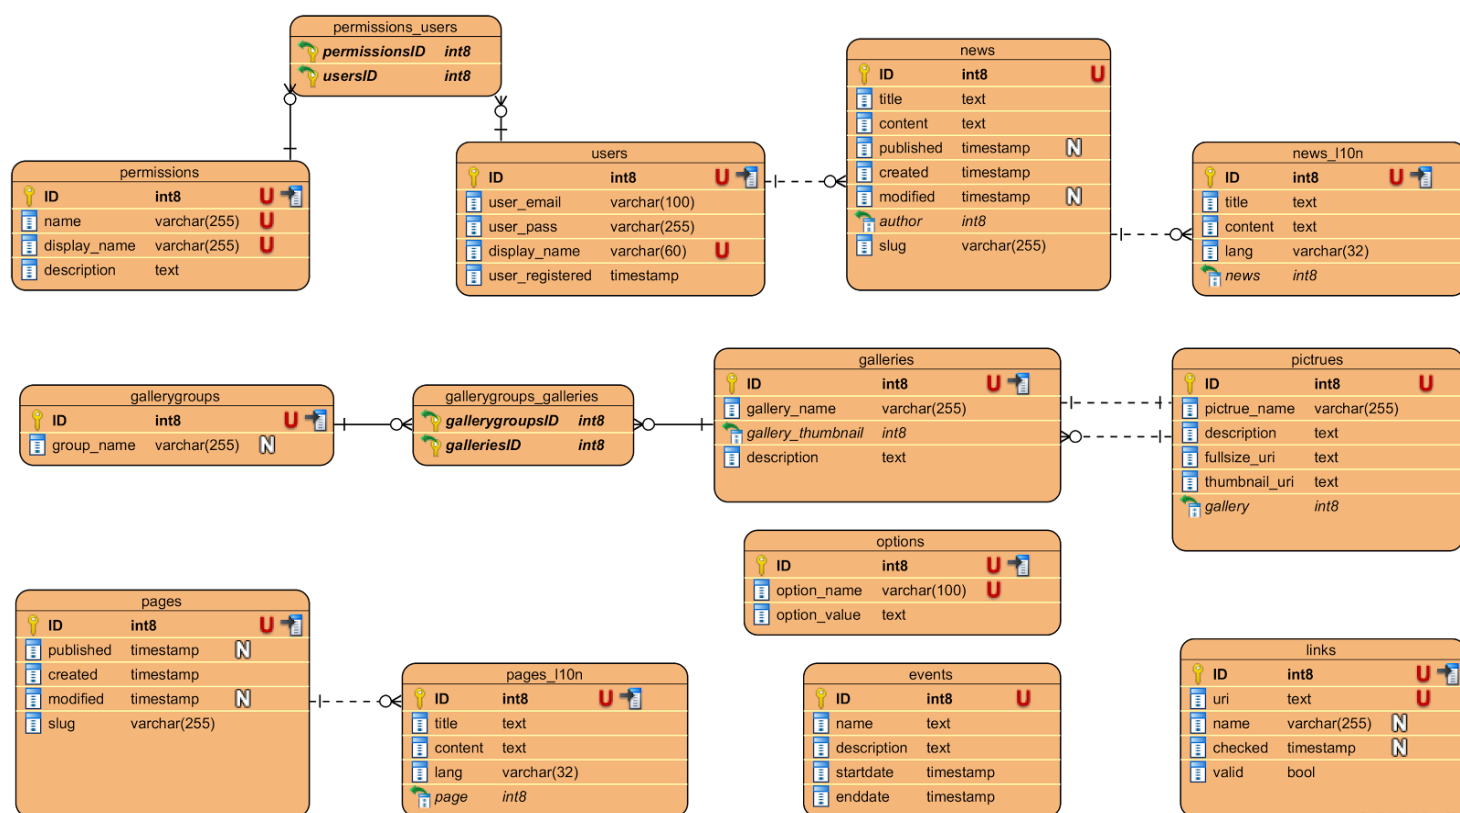 permissions_users
permissionsID int8
usersID int8
news
ID int8 U
title text
content text
published timestamp N
created timestamp
modified timestamp N
author int8
slug varchar(255)
users
ID int8 U
user_email varchar(100)
user_pass varchar(255)
display_name varchar(60) U
user_registered timestamp
news_l10n
ID int8 U
title text
content text
lang varchar(32)
news int8
permissions
ID int8 U
name varchar(255) U
display_name varchar(255) U
description text
gallerygroups
ID int8 U
group_name varchar(255) N
gallerygroups_galleries
gallerygroupsID int8
galleriesID int8
galleries
ID int8 U
gallery_name varchar(255)
gallery_thumbnail int8
description text
pictrues
ID int8 U
pictrue_name varchar(255)
description text
fullsize_uri text
thumbnail_uri text
gallery int8
options
ID int8 U
option_name varchar(100) U
option_value text
pages
ID int8 U
published timestamp N
created timestamp
modified timestamp N
slug varchar(255)
pages_l10n
ID int8 U
title text
content text
lang varchar(32)
page int8
events
ID int8 U
name text
description text
startdate timestamp
enddate timestamp
links
ID int8 U
uri text U
name varchar(255) N
checked timestamp N
valid bool